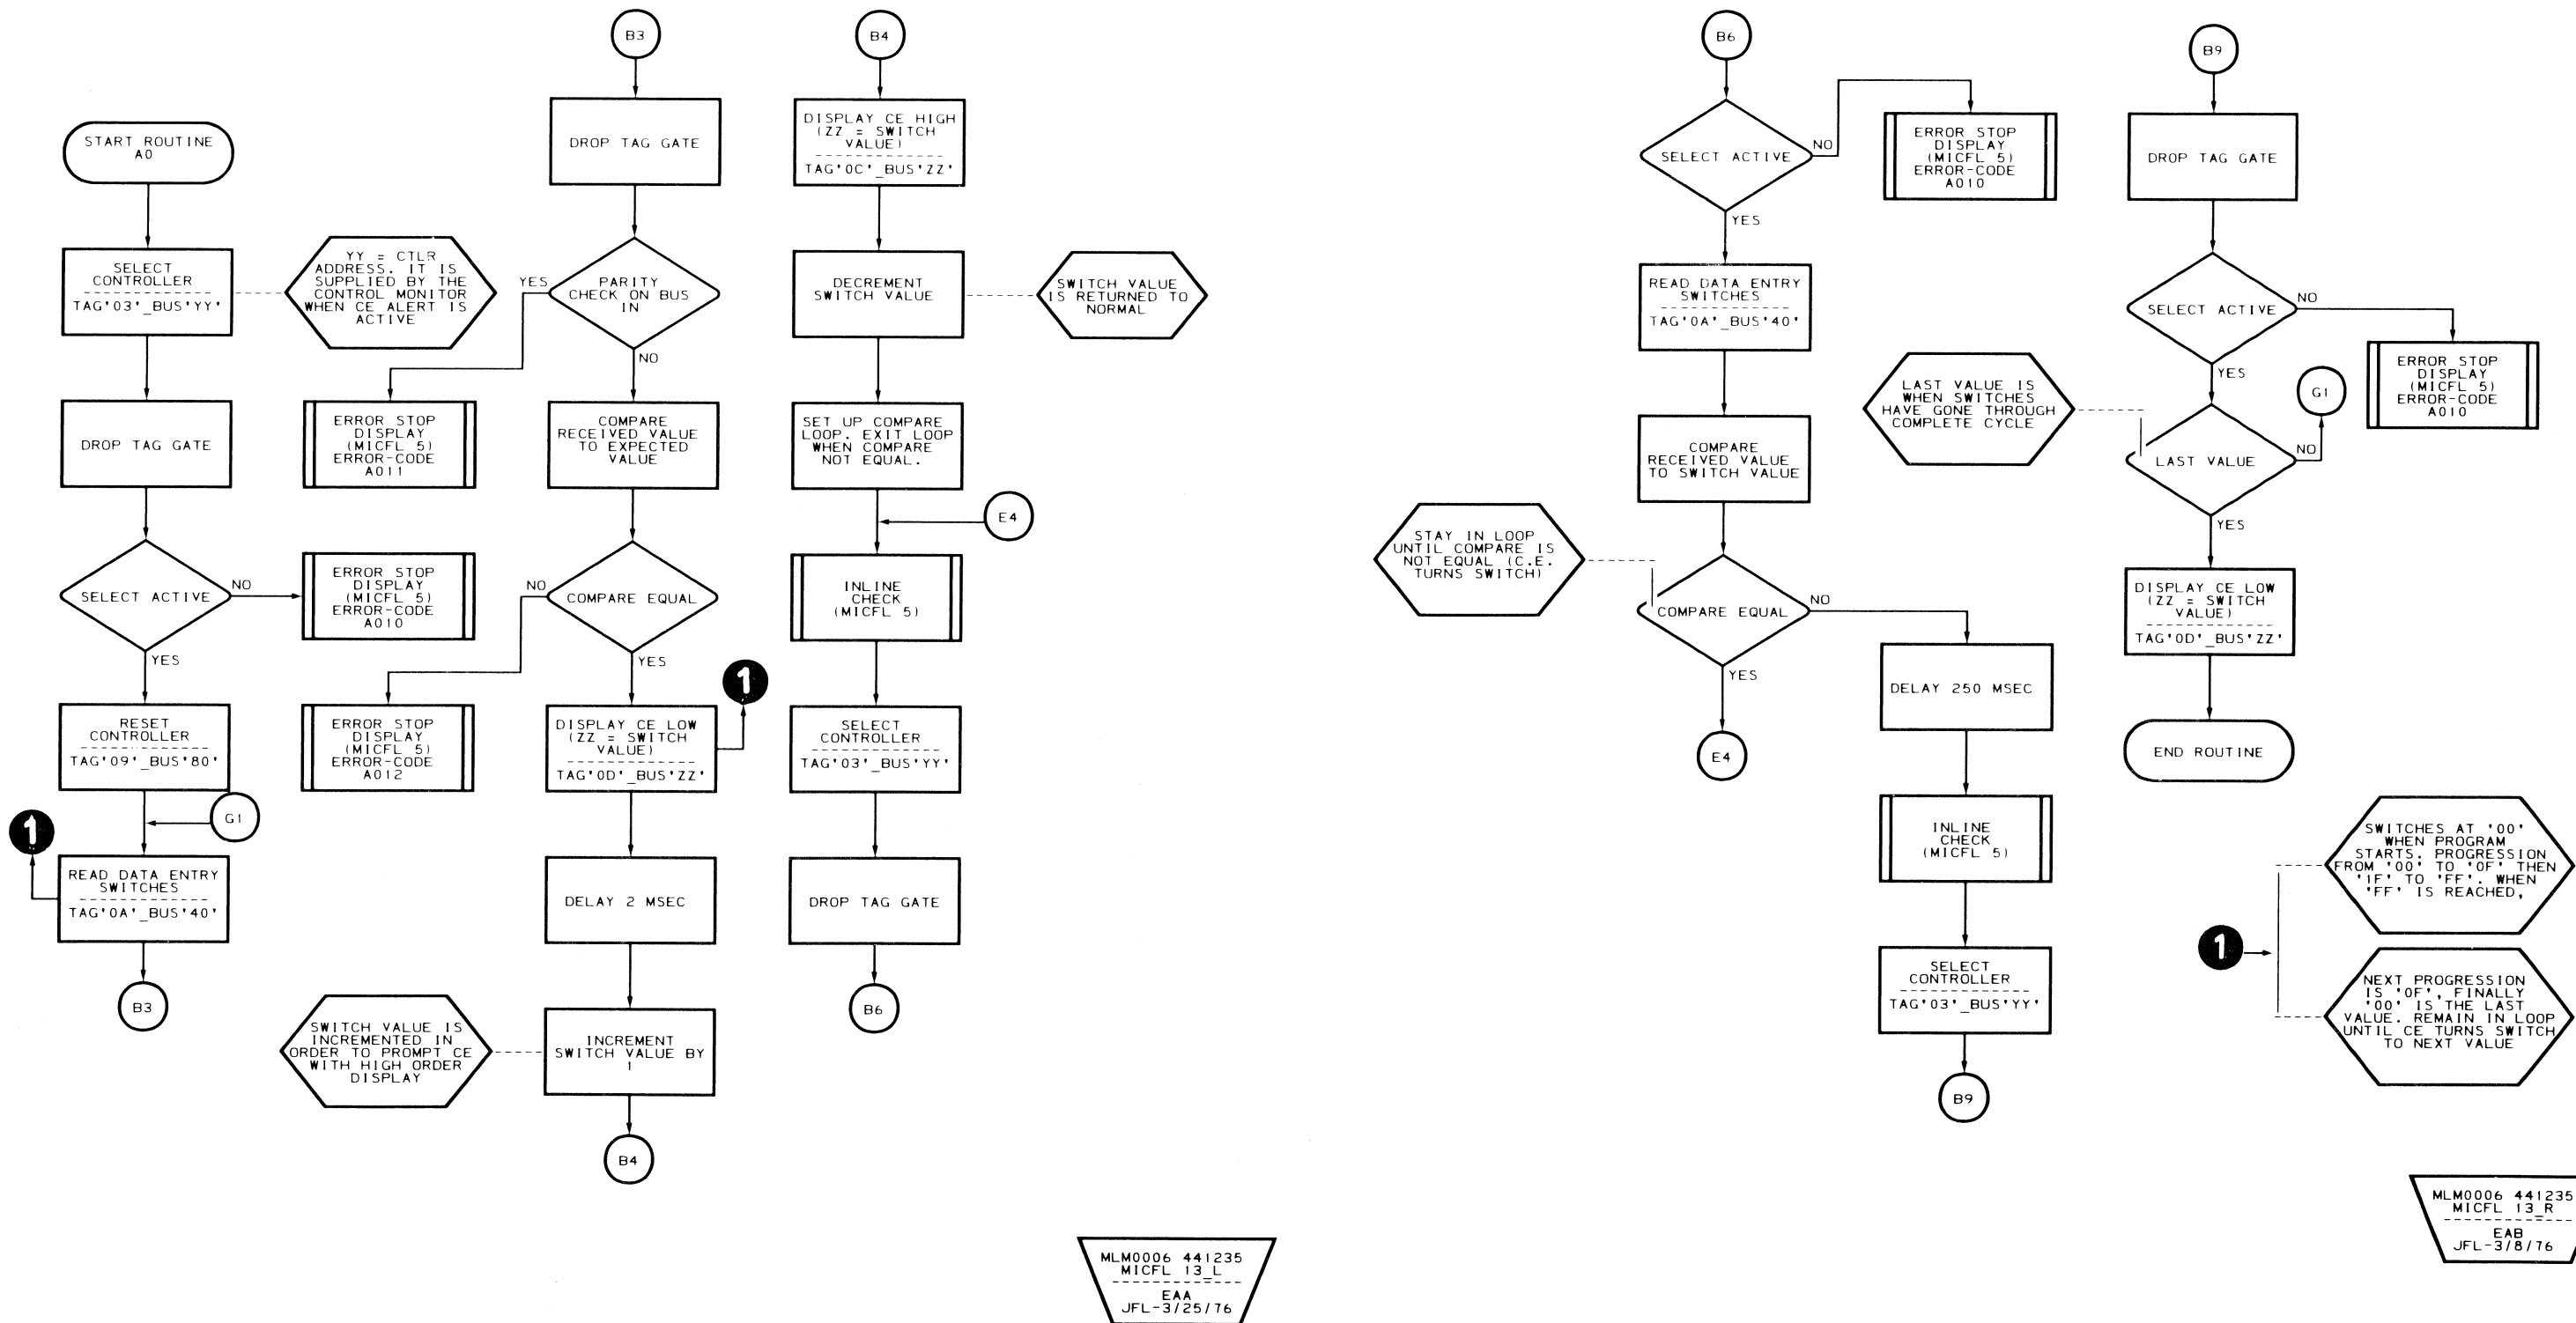 START ROUTINE
A0
SELECT
CONTROLLER
TAG'03'_BUS'YY'
YY = CTLR
ADDRESS. IT IS
SUPPLIED BY THE
CONTROL MONITOR
WHEN CE ALERT IS
ACTIVE
DROP TAG GATE
SELECT ACTIVE
NO
ERROR STOP
DISPLAY
(MICFL 5)
ERROR-CODE
A010
YES
RESET
CONTROLLER
TAG'09'_BUS'80'
G1
1
READ DATA ENTRY
SWITCHES
TAG'0A'_BUS'40'
B3
B3
DROP TAG GATE
PARITY
CHECK ON BUS
IN
YES
ERROR STOP
DISPLAY
(MICFL 5)
ERROR-CODE
A011
NO
COMPARE
RECEIVED VALUE
TO EXPECTED
VALUE
COMPARE EQUAL
NO
ERROR STOP
DISPLAY
(MICFL 5)
ERROR-CODE
A012
YES
1
DISPLAY CE LOW
(ZZ = SWITCH
VALUE)
TAG'0D'_BUS'ZZ'
DELAY 2 MSEC
SWITCH VALUE IS
INCREMENTED IN
ORDER TO PROMPT CE
WITH HIGH ORDER
DISPLAY
INCREMENT
SWITCH VALUE BY
1
B4
B4
DISPLAY CE HIGH
(ZZ = SWITCH
VALUE)
TAG'0C'_BUS'ZZ'
DECREMENT
SWITCH VALUE
SWITCH VALUE
IS RETURNED TO
NORMAL
SET UP COMPARE
LOOP. EXIT LOOP
WHEN COMPARE
NOT EQUAL.
E4
INLINE
CHECK
(MICFL 5)
SELECT
CONTROLLER
TAG'03'_BUS'YY'
DROP TAG GATE
B6
MLM0006 441235
MICFL 13_L
EAA
JFL-3/25/76
B6
SELECT ACTIVE
NO
ERROR STOP
DISPLAY
(MICFL 5)
ERROR-CODE
A010
YES
READ DATA ENTRY
SWITCHES
TAG'0A'_BUS'40'
COMPARE
RECEIVED VALUE
TO SWITCH VALUE
STAY IN LOOP
UNTIL COMPARE IS
NOT EQUAL (C.E.
TURNS SWITCH)
COMPARE EQUAL
NO
YES
E4
DELAY 250 MSEC
INLINE
CHECK
(MICFL 5)
SELECT
CONTROLLER
TAG'03'_BUS'YY'
B9
B9
DROP TAG GATE
SELECT ACTIVE
NO
ERROR STOP
DISPLAY
(MICFL 5)
ERROR-CODE
A010
YES
LAST VALUE IS
WHEN SWITCHES
HAVE GONE THROUGH
COMPLETE CYCLE
LAST VALUE
NO
G1
YES
DISPLAY CE LOW
(ZZ = SWITCH
VALUE)
TAG'0D'_BUS'ZZ'
END ROUTINE
SWITCHES AT '00'
WHEN PROGRAM
STARTS. PROGRESSION
FROM '00' TO '0F' THEN
'1F' TO 'FF'. WHEN
'FF' IS REACHED,
1
NEXT PROGRESSION
IS '0F', FINALLY
'00' IS THE LAST
VALUE. REMAIN IN LOOP
UNTIL CE TURNS SWITCH
TO NEXT VALUE
MLM0006 441235
MICFL 13_R
EAB
JFL-3/8/76